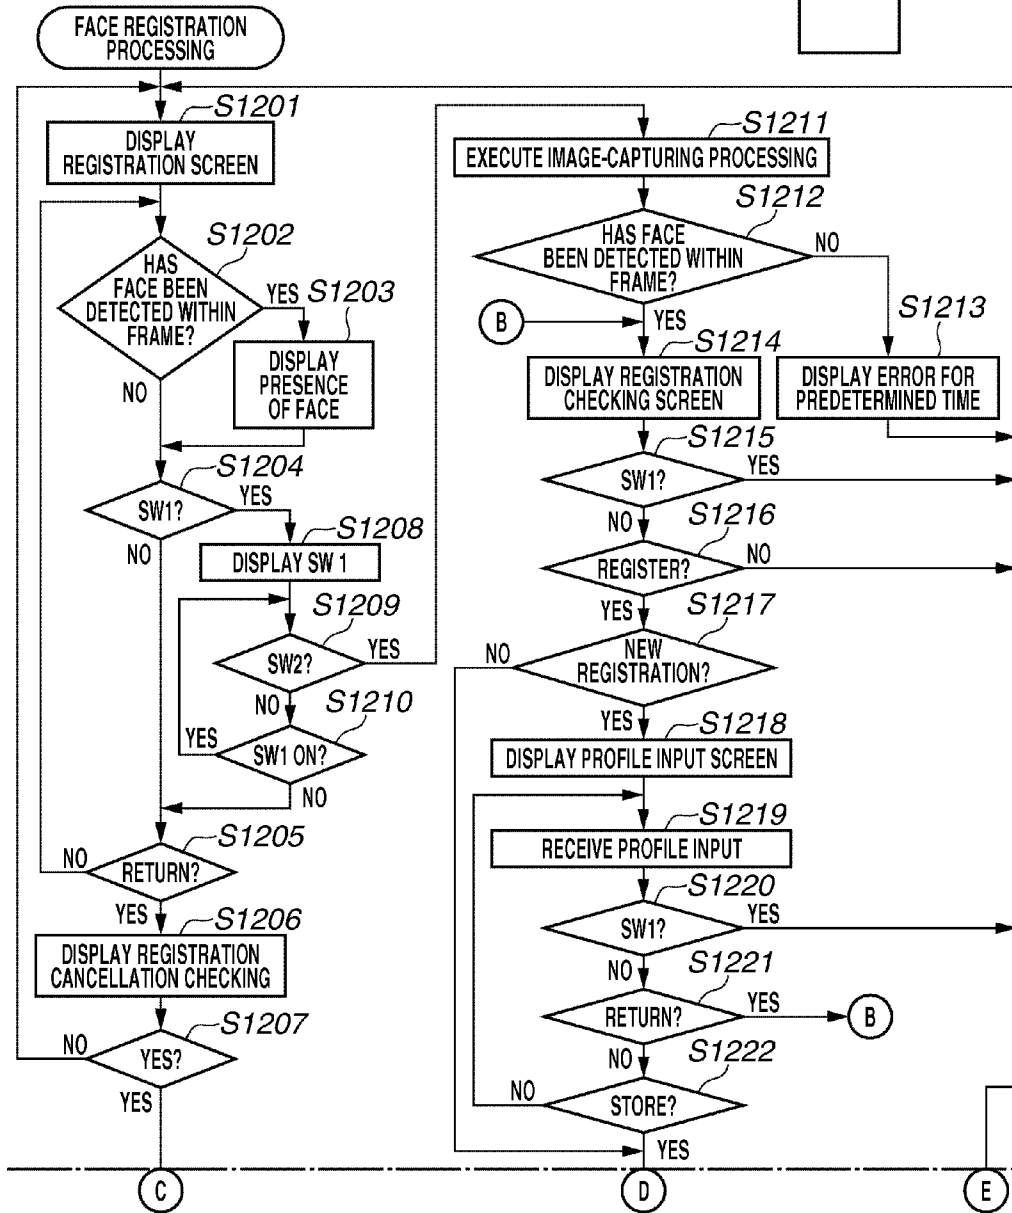 FACE REGISTRATION
PROCESSING
S1201
DISPLAY
REGISTRATION SCREEN
S1202
HAS
FACE BEEN
DETECTED WITHIN
FRAME?
YES
S1203
DISPLAY
PRESENCE
OF FACE
NO
S1204
SW1?
YES
NO
S1208
DISPLAY SW 1
S1209
SW2?
YES
NO
S1210
YES
SW1 ON?
NO
S1205
NO
RETURN?
YES
S1206
DISPLAY REGISTRATION
CANCELLATION CHECKING
S1207
NO
YES?
YES
C
S1211
EXECUTE IMAGE-CAPTURING PROCESSING
S1212
HAS FACE
BEEN DETECTED WITHIN
FRAME?
NO
YES
B
S1213
DISPLAY ERROR FOR
PREDETERMINED TIME
S1214
DISPLAY REGISTRATION
CHECKING SCREEN
S1215
SW1?
YES
NO
S1216
REGISTER?
NO
YES
S1217
NO
NEW
REGISTRATION?
YES
S1218
DISPLAY PROFILE INPUT SCREEN
S1219
RECEIVE PROFILE INPUT
S1220
SW1?
YES
NO
S1221
RETURN?
YES
B
NO
S1222
NO
STORE?
YES
D
E